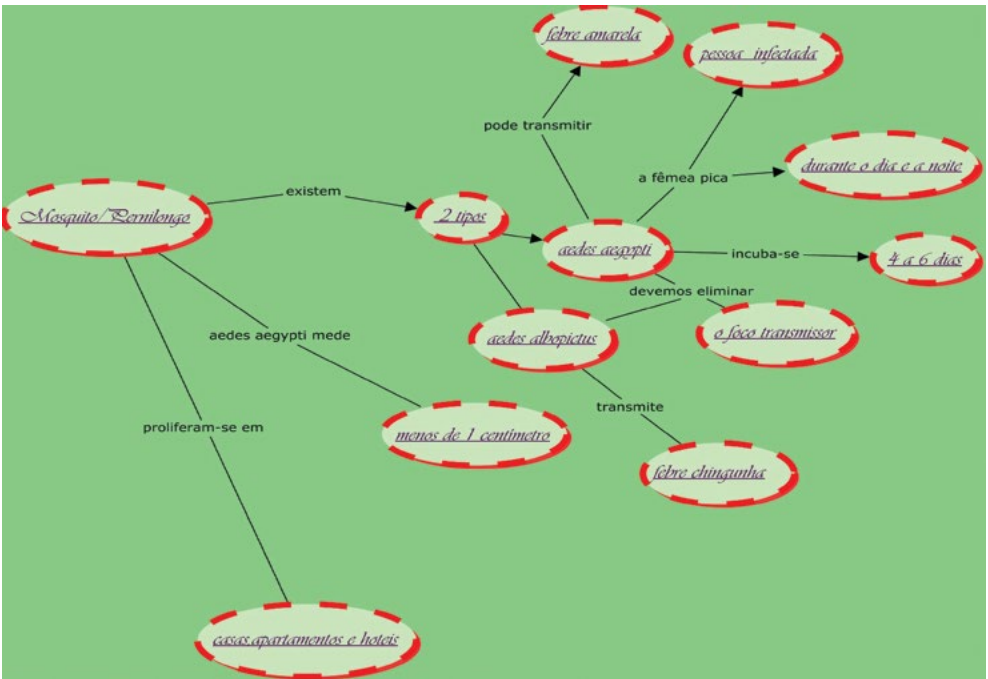 febre amarela
pessoa infectada
pode transmitir
durante o dia e a noite
a fêmea pica
existem
Mosquito/Pernilongo
2 tipos
aedes aegypti
incuba-se
4 a 6 dias
devemos eliminar
aedes albopictus
o foco transmissor
aedes aegypti mede
transmite
proliferam-se em
menos de 1 centímetro
febre chingunha
casas,apartamentos e hoteis